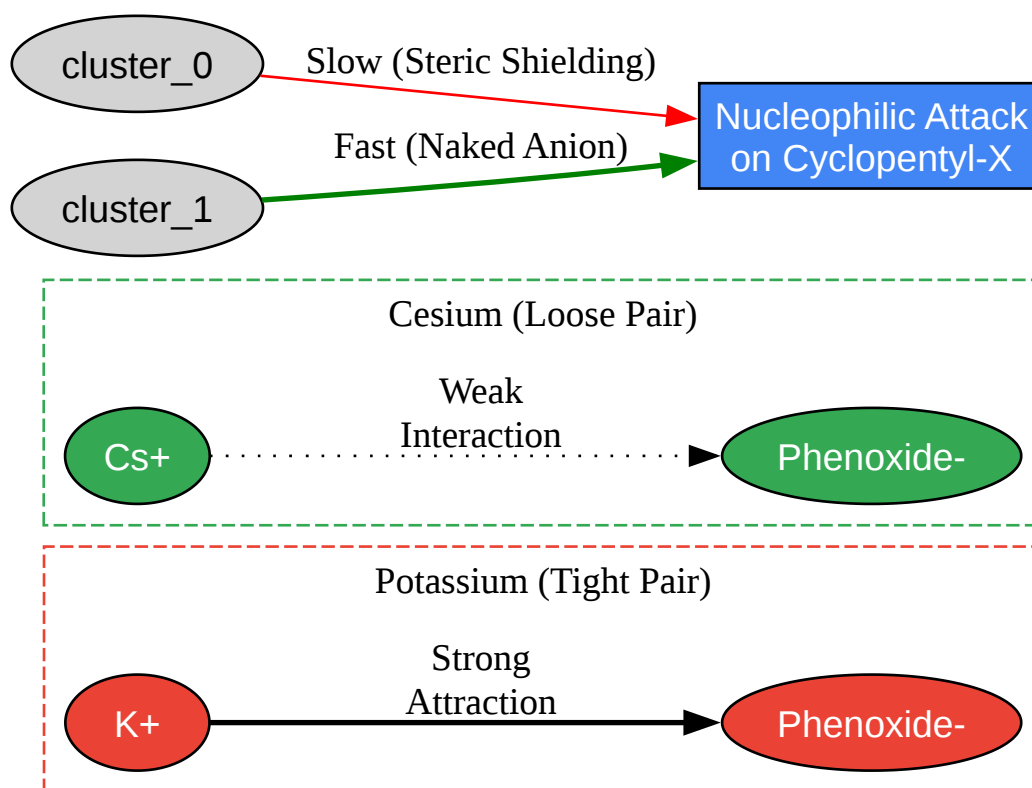 cluster_0
Slow (Steric Shielding)
Nucleophilic Attack
on Cyclopentyl-X
Fast (Naked Anion)
cluster_1
Cesium (Loose Pair)
Weak
Interaction
Cs+
Phenoxide-
Potassium (Tight Pair)
Strong
Attraction
K+
Phenoxide-